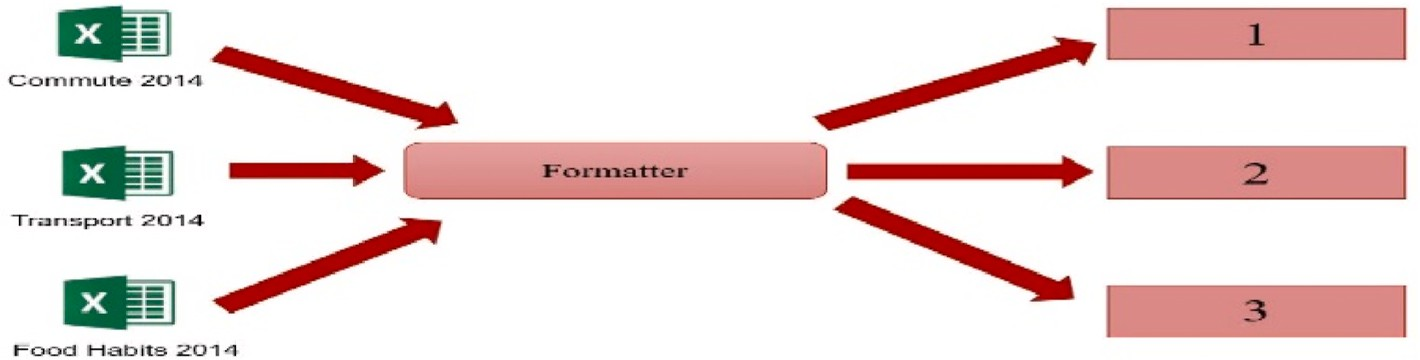 X
Commute 2014
X
Transport 2014
X
Food Habits 2014
Formatter
1
2
3